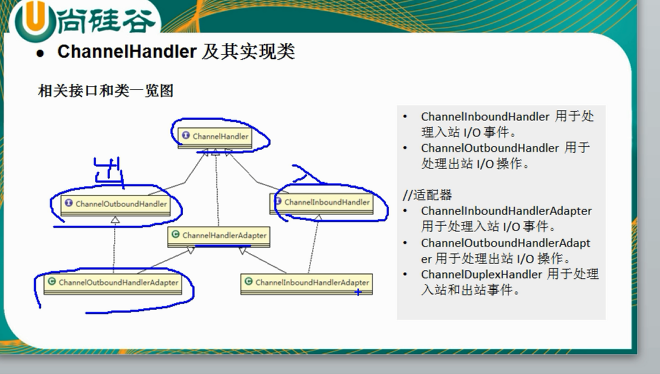 尚硅谷
● ChannelHandler 及其实现类
相关接口和类一览图
ChannelHandler
出
入
ChannelOutboundHandler
ChannelInboundHandler
ChannelHandlerAdapter
ChannelOutboundHandlerAdapter
ChannelInboundHandlerAdapter
• ChannelInboundHandler 用于处
理入站 I/O 事件。
• ChannelOutboundHandler 用于
处理出站 I/O 操作。
//适配器
• ChannelInboundHandlerAdapter
用于处理入站 I/O 事件。
• ChannelOutboundHandlerAdapt
er 用于处理出站 I/O 操作。
• ChannelDuplexHandler 用于处理
入站和出站事件。